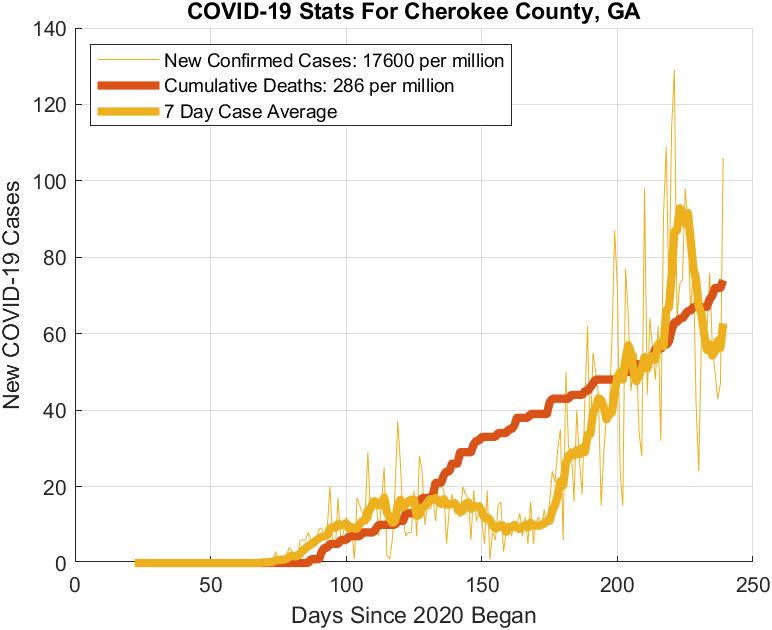 COVID-19 Stats For Cherokee County, GA
New Confirmed Cases: 17600 per million
Cumulative Deaths: 286 per million
7 Day Case Average
New COVID-19 Cases
140
120
100
80
60
40
20
0
0 50 100 150 200 250
Days Since 2020 Began